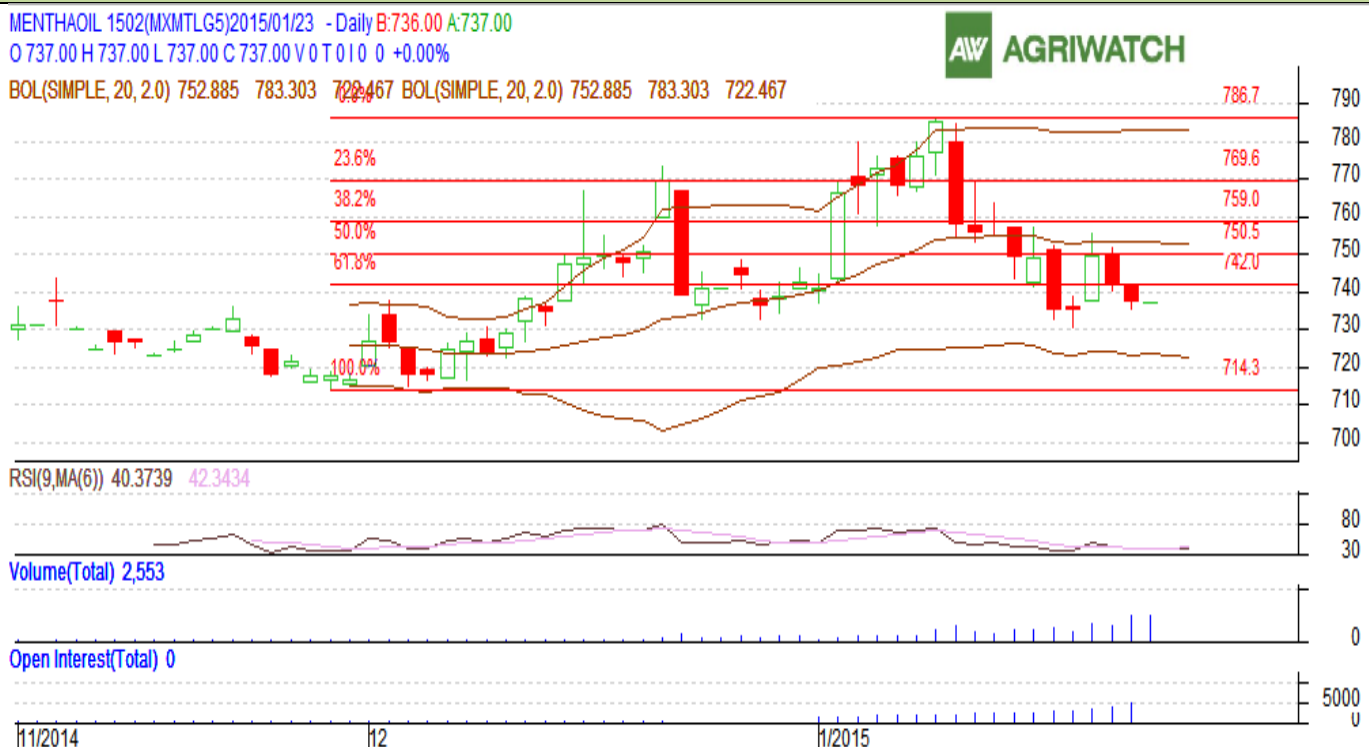 MENTHAOIL 1502(MXMTLG5)2015/01/23 - Daily B:736.00 A:737.00
O 737.00 H 737.00 L 737.00 C 737.00 V 0 T 0 I 0 0 +0.00%
AW AGRIWATCH
BOL(SIMPLE, 20, 2.0) 752.885 783.303 722.467 BOL(SIMPLE, 20, 2.0) 752.885 783.303 722.467
0.0% 786.7
23.6% 769.6
38.2% 759.0
50.0% 750.5
61.8% 742.0
100.0% 714.3
790
780
770
760
750
740
730
720
710
700
RSI(9,MA(6)) 40.3739 42.3434
80
30
Volume(Total) 2,553
0
Open Interest(Total) 0
5000
0
11/2014 12 1/2015